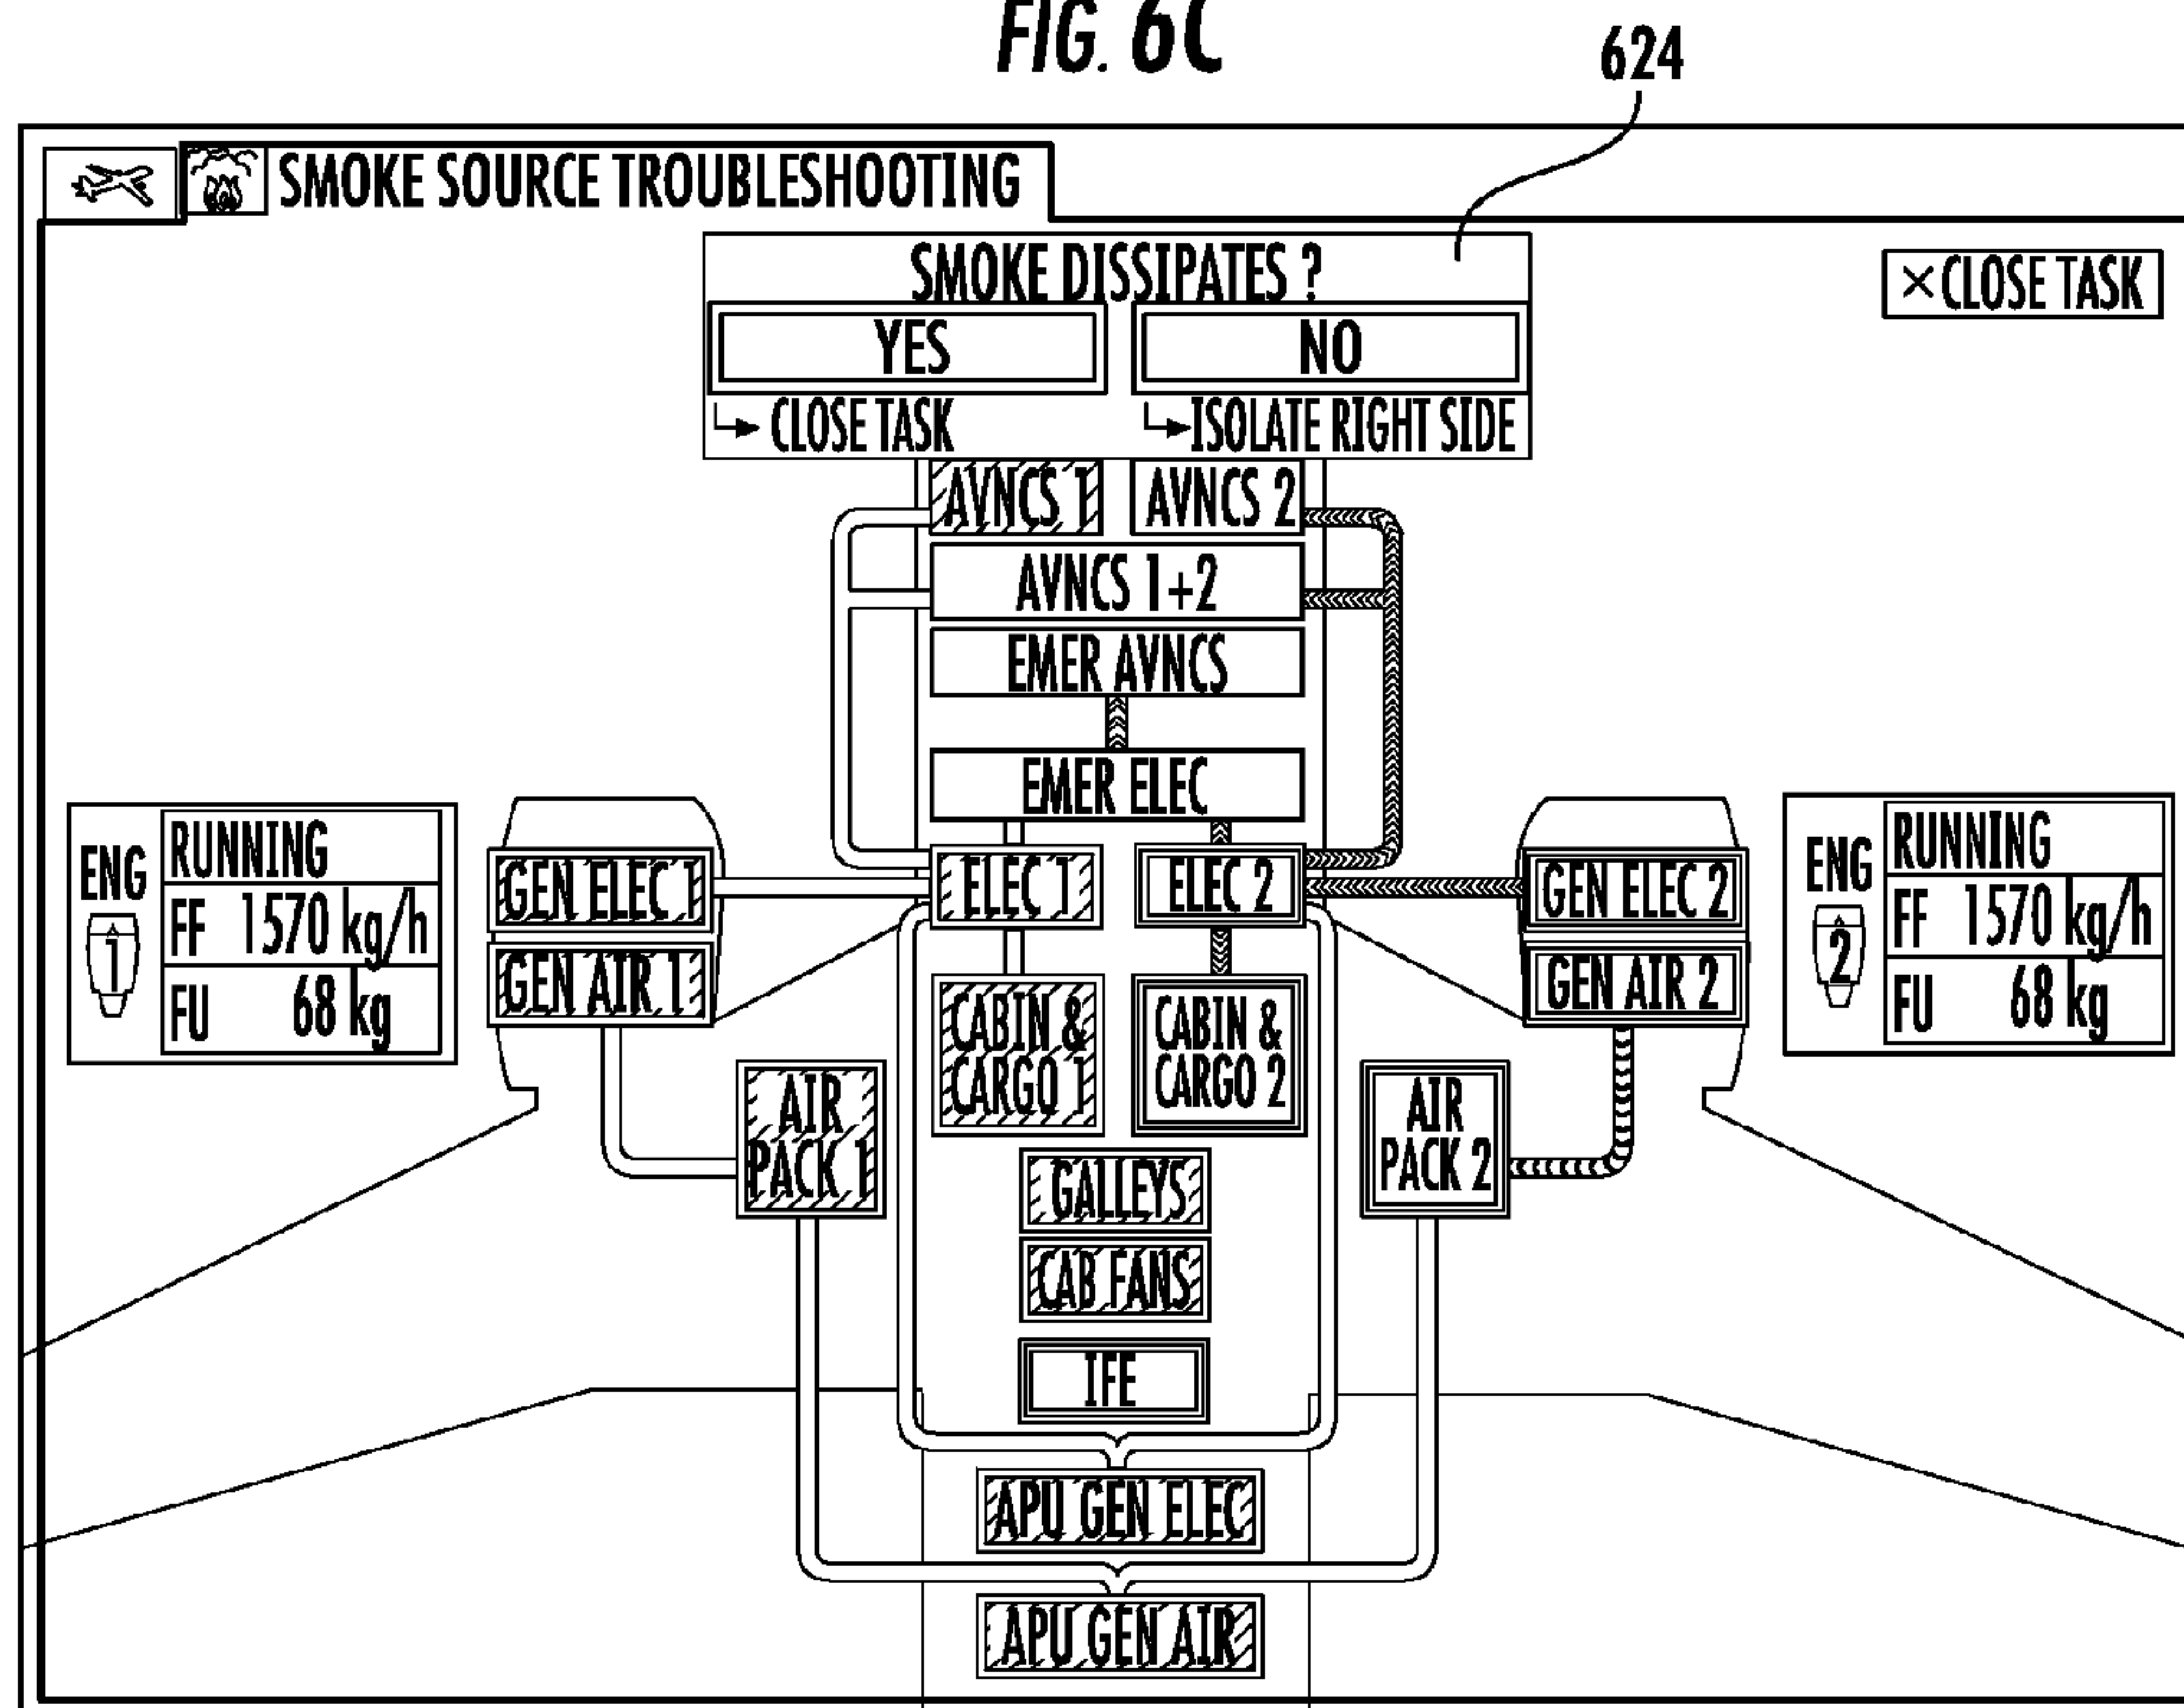 FIG. 6C
624
SMOKE SOURCE TROUBLESHOOTING
SMOKE DISSIPATES ?
×CLOSE TASK
YES
NO
CLOSE TASK
ISOLATE RIGHT SIDE
AVNCS 1
AVNCS 2
AVNCS 1+2
EMER AVNCS
EMER ELEC
ENG
1
RUNNING
FF 1570 kg/h
FU 68 kg
GEN ELEC 1
GEN AIR 1
ELEC 1
ELEC 2
GEN ELEC 2
GEN AIR 2
ENG
2
RUNNING
FF 1570 kg/h
FU 68 kg
CABIN &
CARGO 1
CABIN &
CARGO 2
AIR
PACK 1
AIR
PACK 2
GALLEYS
CAB FANS
IFE
APU GEN ELEC
APU GEN AIR